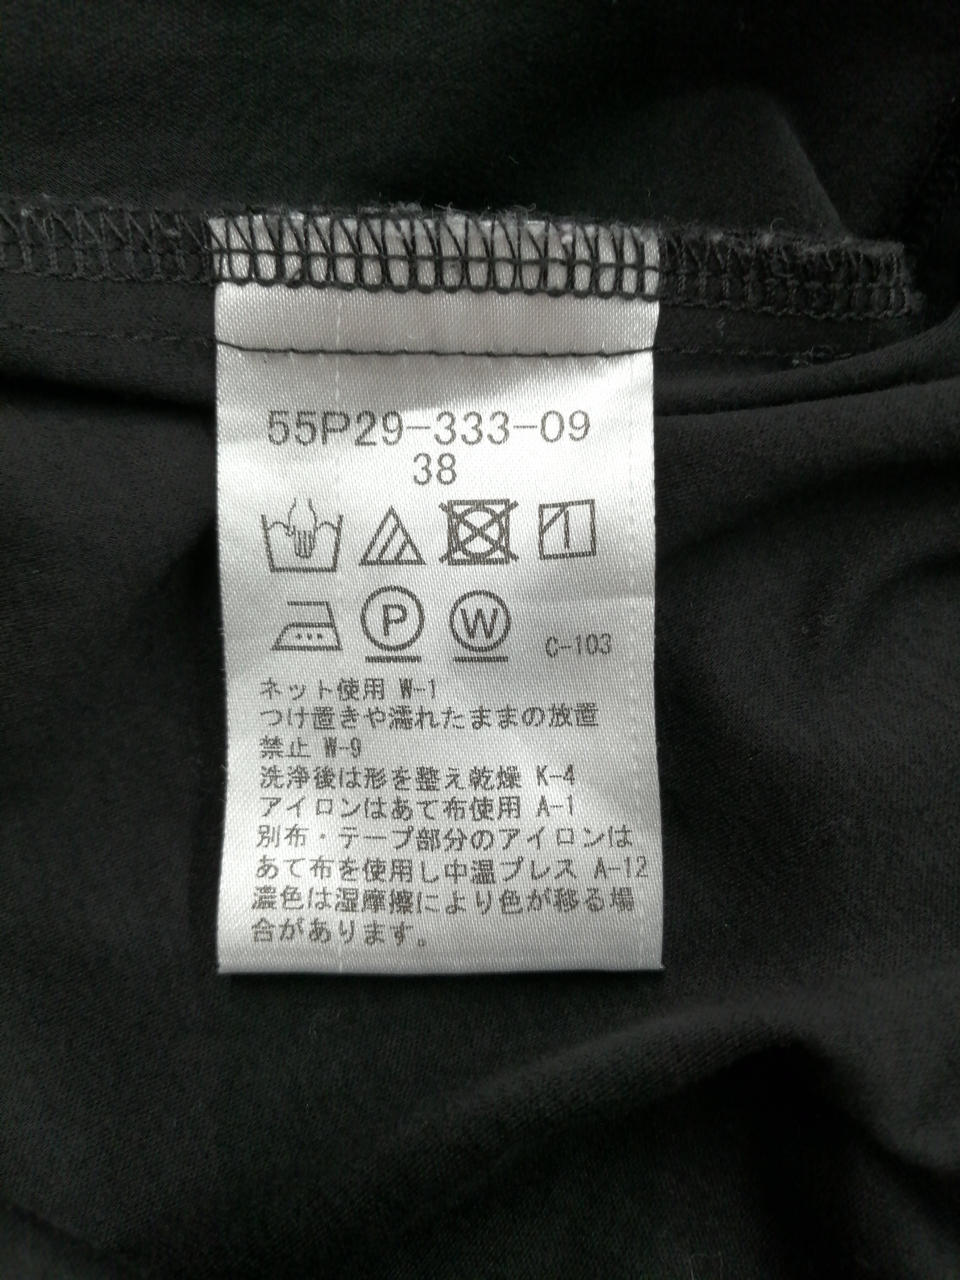 55P29-333-09
38
P W C-103
ネット使用 W-1
つけ置きや濡れたままの放置
禁止 W-9
洗浄後は形を整え乾燥 K-4
アイロンはあて布使用 A-1
別布・テープ部分のアイロンは
あて布を使用し中温プレス A-12
濃色は湿摩擦により色が移る場
合があります。